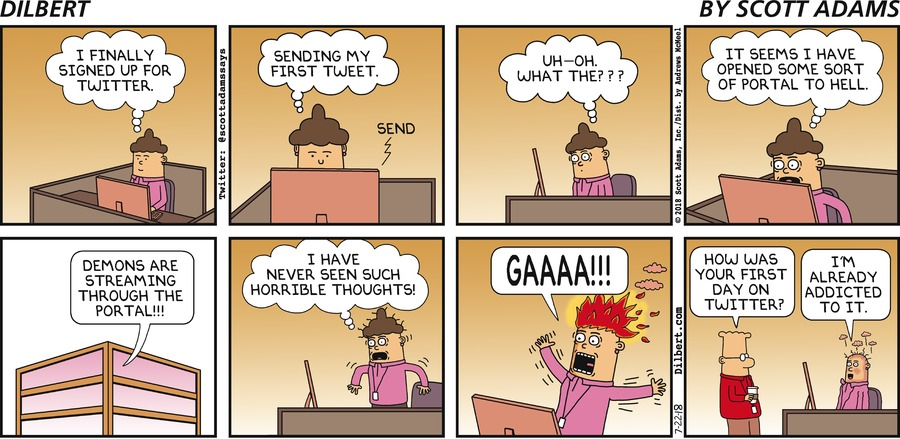 DILBERT
BY SCOTT ADAMS
I FINALLY
SIGNED UP FOR
TWITTER.
Twitter: @scottadamssays
SENDING MY
FIRST TWEET.
SEND
UH-OH.
WHAT THE???
© 2018 Scott Adams, Inc./Dist. by Andrews McMeel
IT SEEMS I HAVE
OPENED SOME SORT
OF PORTAL TO HELL.
DEMONS ARE
STREAMING
THROUGH THE
PORTAL!!!
I HAVE
NEVER SEEN SUCH
HORRIBLE THOUGHTS!
GAAAA!!!
7-22-18
Dilbert.com
HOW WAS
YOUR FIRST
DAY ON
TWITTER?
I'M
ALREADY
ADDICTED
TO IT.